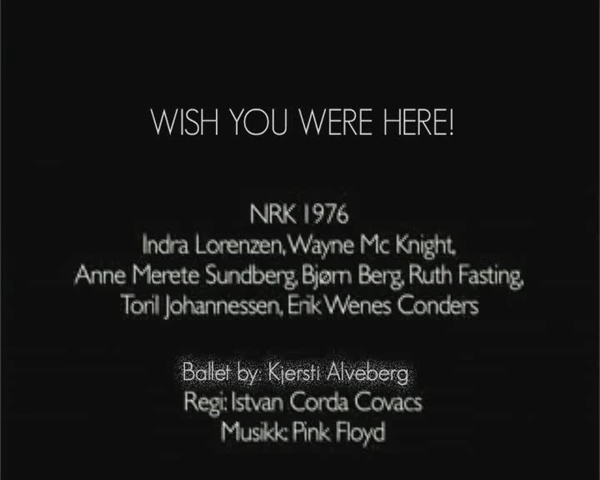 WISH YOU WERE HERE!
NRK 1976
Indra Lorenzen, Wayne Mc Knight,
Anne Merete Sundberg, Bjørn Berg, Ruth Fasting,
Toril Johannessen, Erik Wenes Conders
Ballet by: Kjersti Alveberg
Regi: Istvan Corda Covacs
Musikk: Pink Floyd